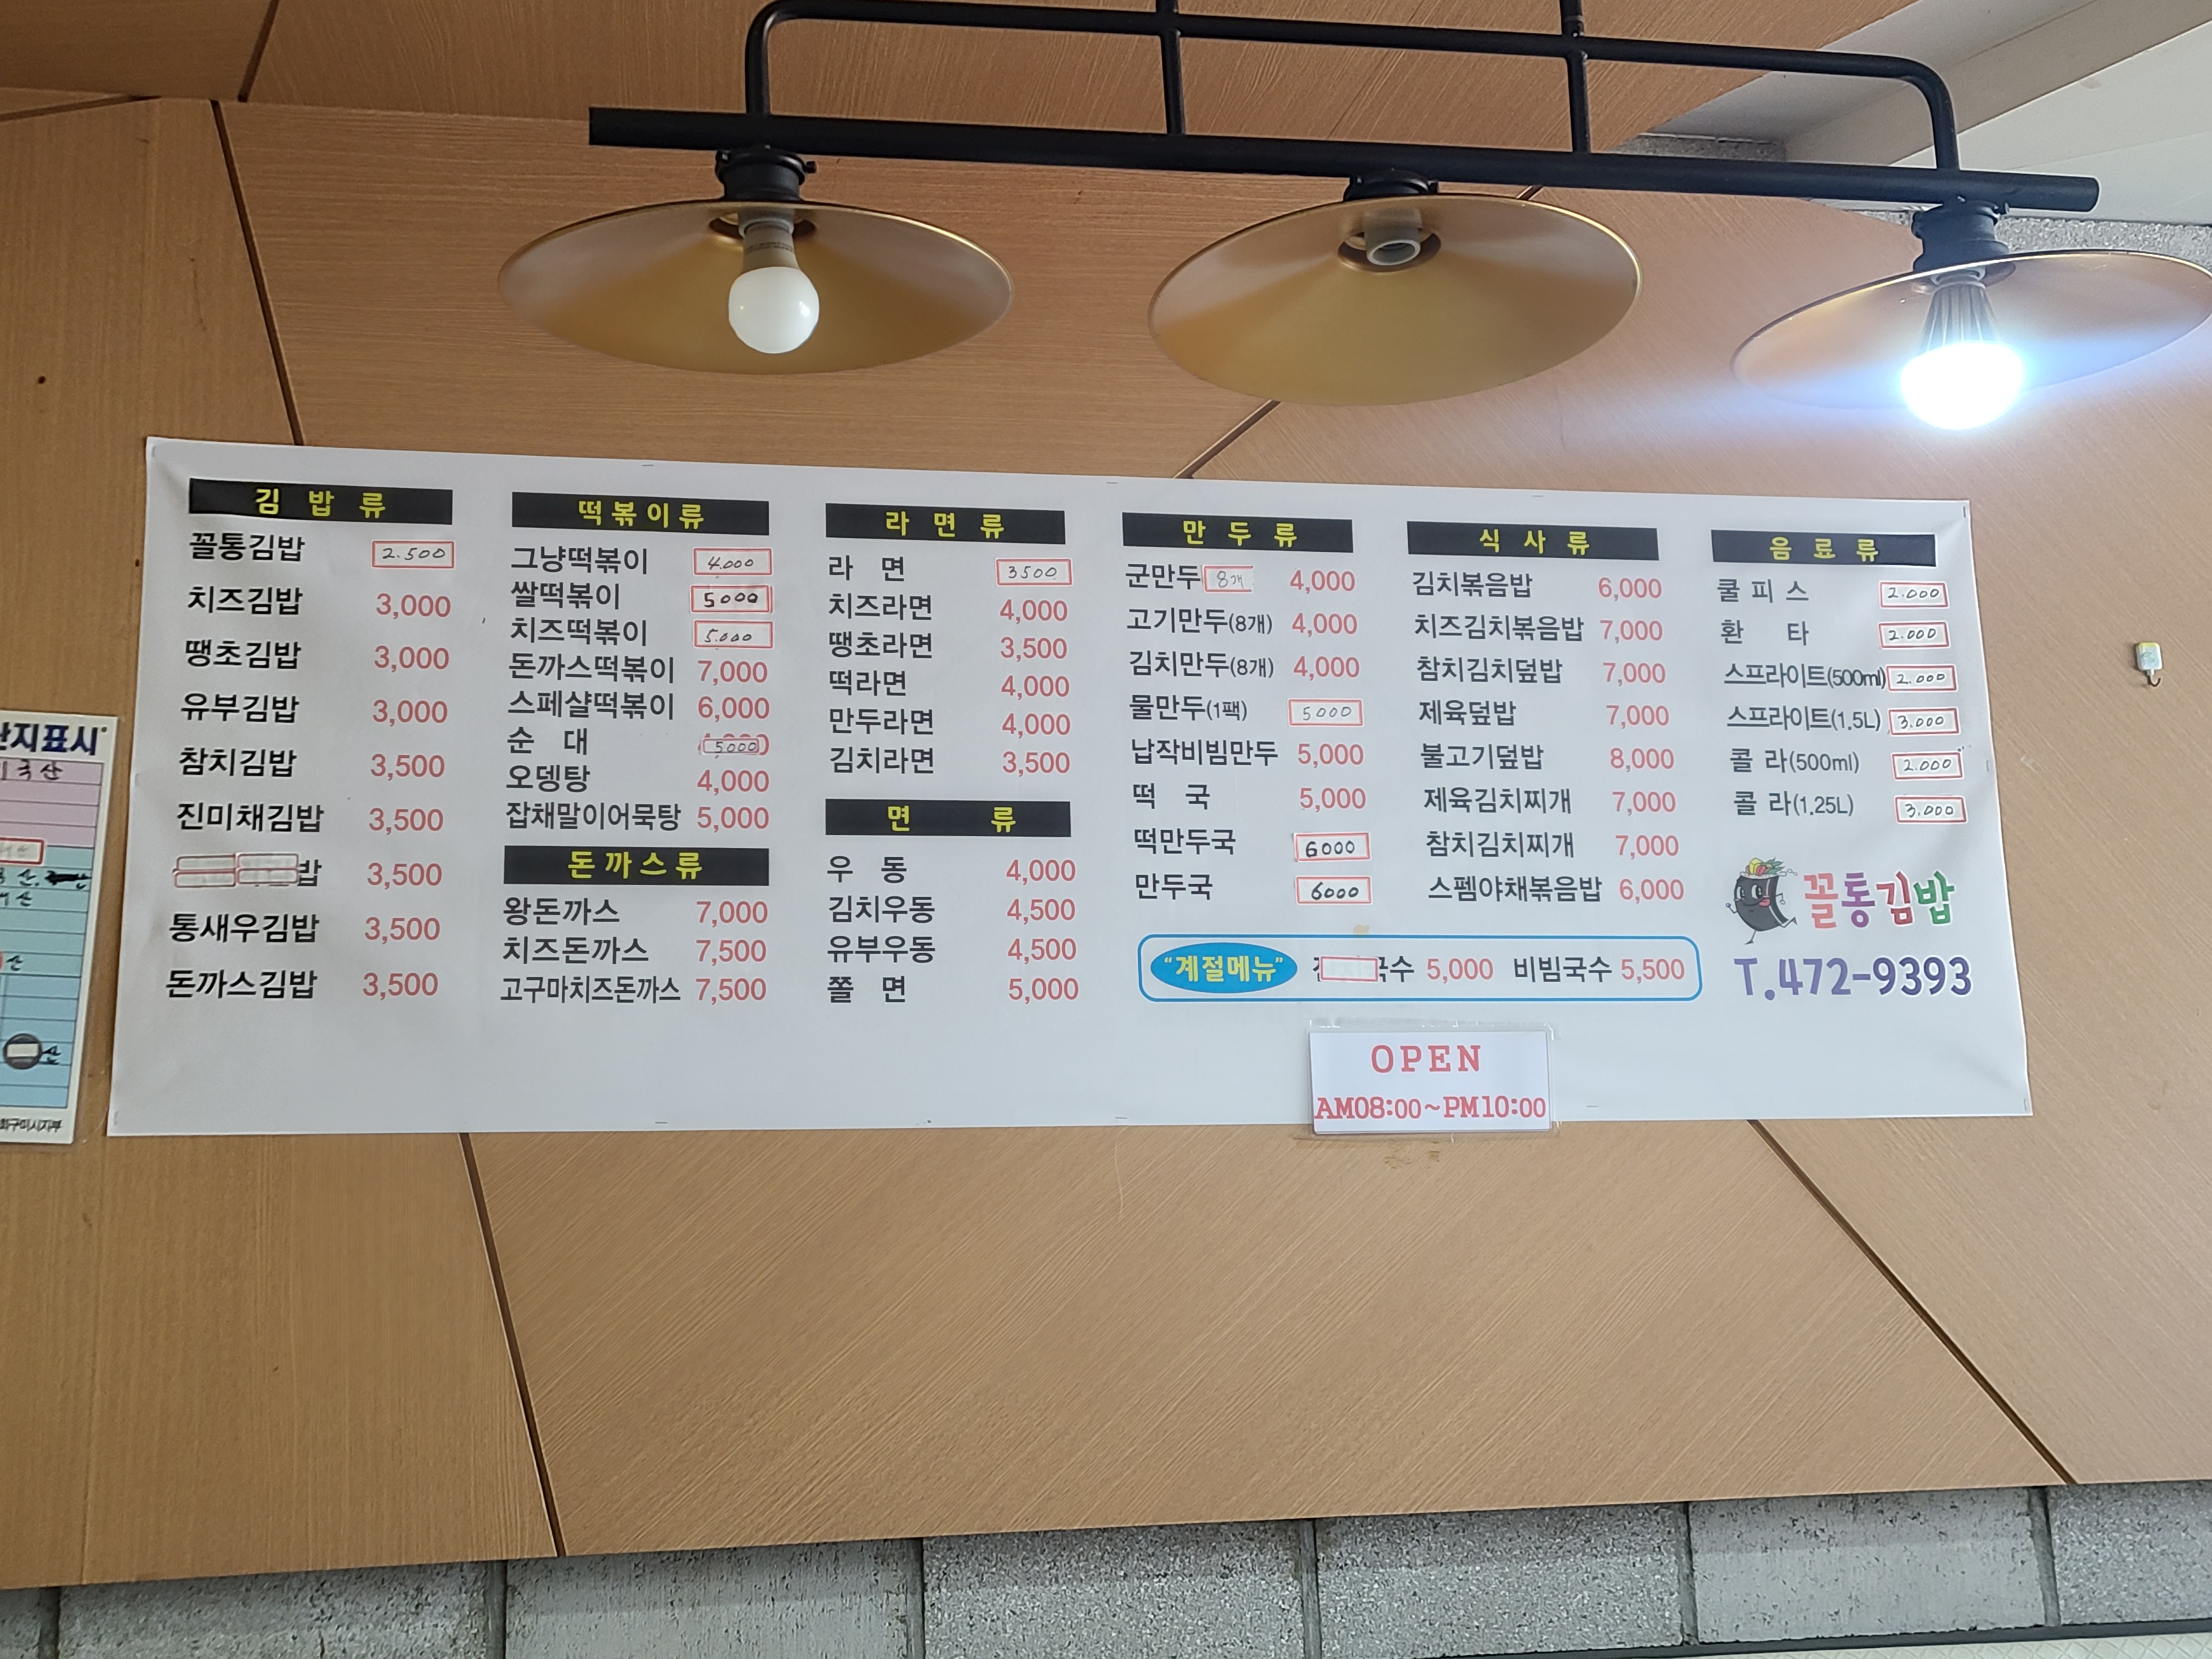 김 밥 류
꼴통김밥 2.500
치즈김밥 3,000
땡초김밥 3,000
유부김밥 3,000
참치김밥 3,500
진미채김밥 3,500
밥 3,500
통새우김밥 3,500
돈까스김밥 3,500
떡볶이류
그냥떡볶이 4.000
쌀떡볶이 5000
치즈떡볶이 5.000
돈까스떡볶이 7,000
스페샬떡볶이 6,000
순 대 5000
오뎅탕 4,000
잡채말이어묵탕 5,000
돈까스류
왕돈까스 7,000
치즈돈까스 7,500
고구마치즈돈까스 7,500
라 면 류
라 면 3500
치즈라면 4,000
땡초라면 3,500
떡라면 4,000
만두라면 4,000
김치라면 3,500
면 류
우 동 4,000
김치우동 4,500
유부우동 4,500
쫄 면 5,000
만 두 류
군만두 8개 4,000
고기만두(8개) 4,000
김치만두(8개) 4,000
물만두(1팩) 5000
납작비빔만두 5,000
떡 국 5,000
떡만두국 6000
만두국 6000
식 사 류
김치볶음밥 6,000
치즈김치볶음밥 7,000
참치김치덮밥 7,000
제육덮밥 7,000
불고기덮밥 8,000
제육김치찌개 7,000
참치김치찌개 7,000
스펨야채볶음밥 6,000
"계절메뉴" 국수 5,000 비빔국수 5,500
음 료 류
쿨 피 스 2.000
환 타 2.000
스프라이트(500ml) 2.000
스프라이트(1.5L) 3.000
콜 라(500ml) 2.000
콜 라(1.25L) 3.000
꼴통김밥
T.472-9393
OPEN
AM08:00~PM10:00
산지표시
국산